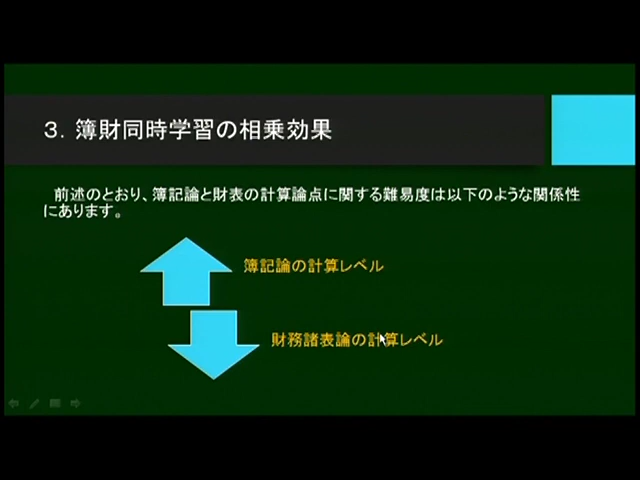 ３．簿財同時学習の相乗効果
前述のとおり、簿記論と財表の計算論点に関する難易度は以下のような関係性
にあります。
簿記論の計算レベル
財務諸表論の計算レベル